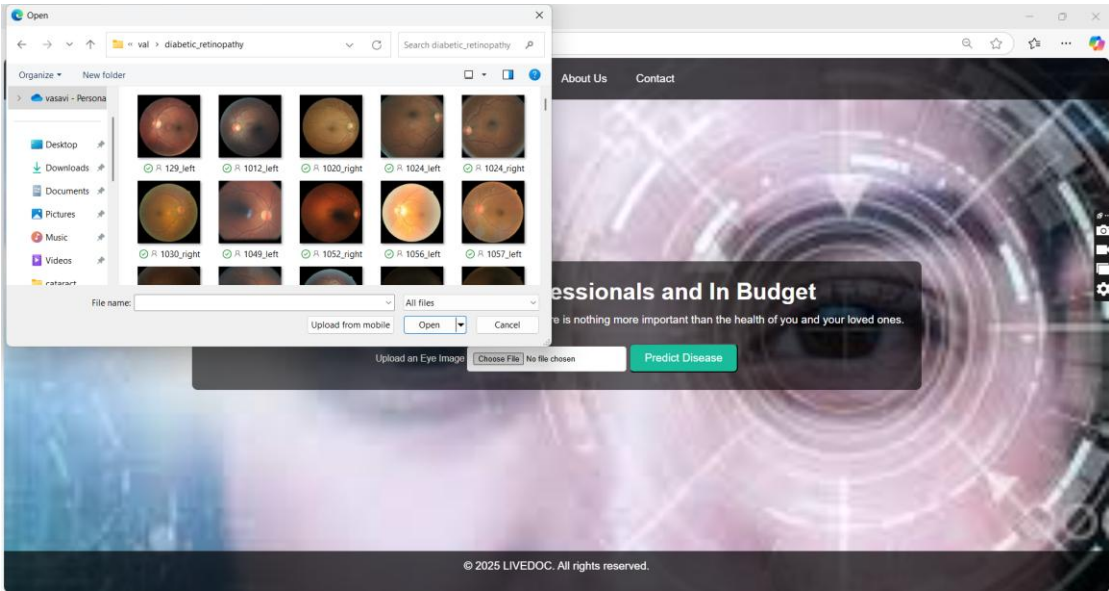 Open
« val > diabetic_retinopathy
Search diabetic_retinopathy
Organize
New folder
vasavi - Persona
Desktop
Downloads
Documents
Pictures
Music
Videos
cataract
129_left
1012_left
1020_right
1024_left
1024_right
1030_right
1049_left
1052_right
1056_left
1057_left
File name:
All files
Upload from mobile
Open
Cancel
About Us
Contact
essionals and In Budget
e is nothing more important than the health of you and your loved ones.
Upload an Eye Image
Choose File
No file chosen
Predict Disease
© 2025 LIVEDOC. All rights reserved.